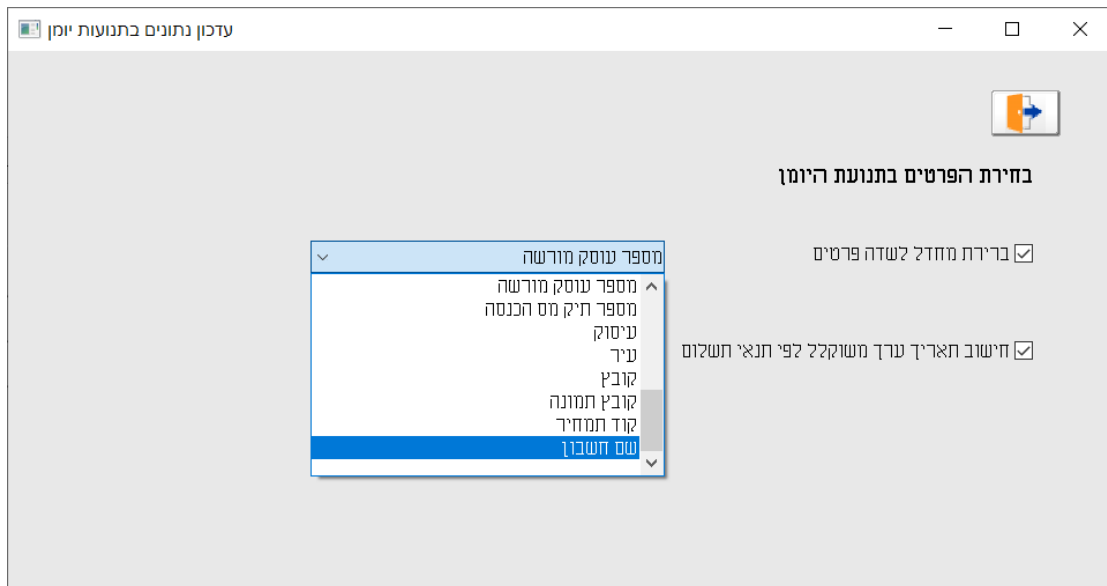 עדכון נתונים בתנועות יומן
בחירת הפרטים בתנועת היומן
ברירת מחדל לשדה פרטים
מספר עוסק מורשה
מספר עוסק מורשה
מספר תיק מס הכנסה
עיסוק
עיר
קובץ
קובץ תמונה
קוד תמחיר
שם חשבון
חישוב תאריך ערך משוקלל לפי תנאי תשלום